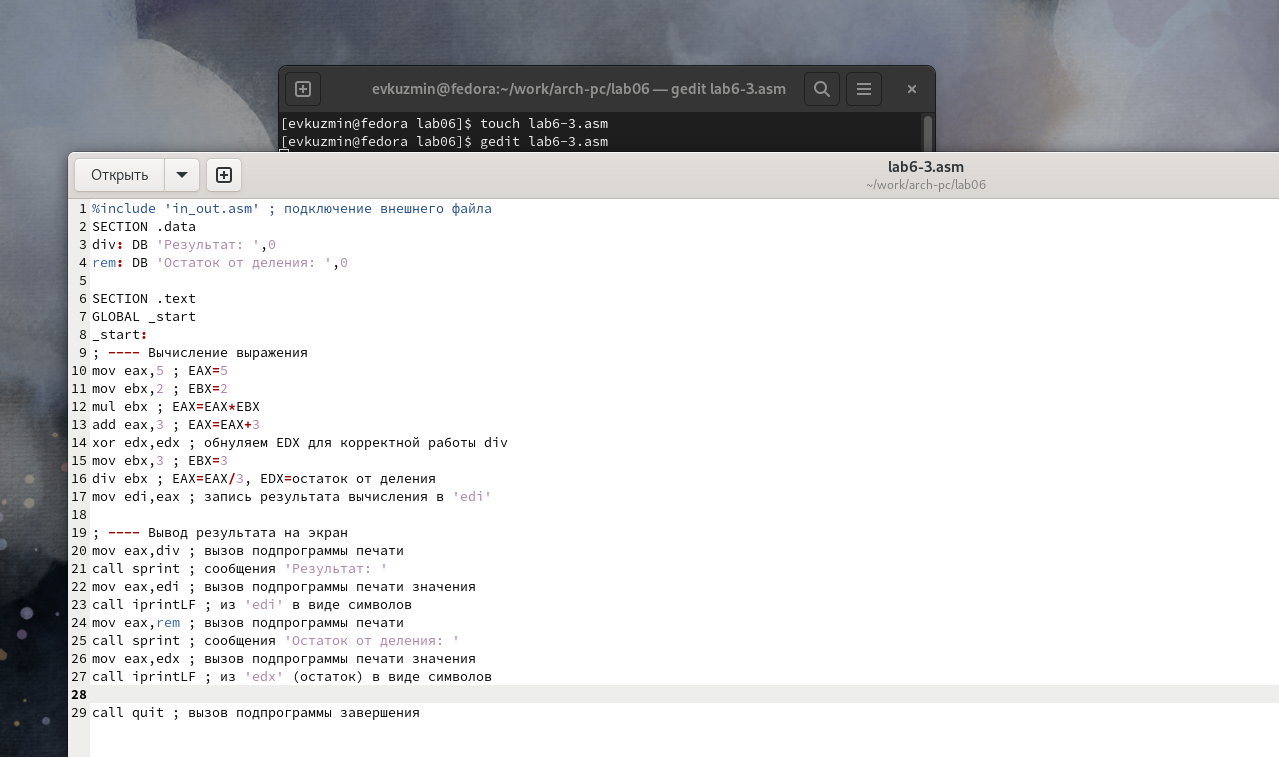 evkuzmin@fedora:~/work/arch-pc/lab06 — gedit lab6-3.asm
[evkuzmin@fedora lab06]$ touch lab6-3.asm
[evkuzmin@fedora lab06]$ gedit lab6-3.asm
Открыть
lab6-3.asm
~/work/arch-pc/lab06
1 %include 'in_out.asm' ; подключение внешнего файла
2 SECTION .data
3 div: DB 'Результат: ',0
4 rem: DB 'Остаток от деления: ',0
5
6 SECTION .text
7 GLOBAL _start
8 _start:
9 ; ---- Вычисление выражения
10 mov eax,5 ; EAX=5
11 mov ebx,2 ; EBX=2
12 mul ebx ; EAX=EAX*EBX
13 add eax,3 ; EAX=EAX+3
14 xor edx,edx ; обнуляем EDX для корректной работы div
15 mov ebx,3 ; EBX=3
16 div ebx ; EAX=EAX/3, EDX=остаток от деления
17 mov edi,eax ; запись результата вычисления в 'edi'
18
19 ; ---- Вывод результата на экран
20 mov eax,div ; вызов подпрограммы печати
21 call sprint ; сообщения 'Результат: '
22 mov eax,edi ; вызов подпрограммы печати значения
23 call iprintLF ; из 'edi' в виде символов
24 mov eax,rem ; вызов подпрограммы печати
25 call sprint ; сообщения 'Остаток от деления: '
26 mov eax,edx ; вызов подпрограммы печати значения
27 call iprintLF ; из 'edx' (остаток) в виде символов
28
29 call quit ; вызов подпрограммы завершения